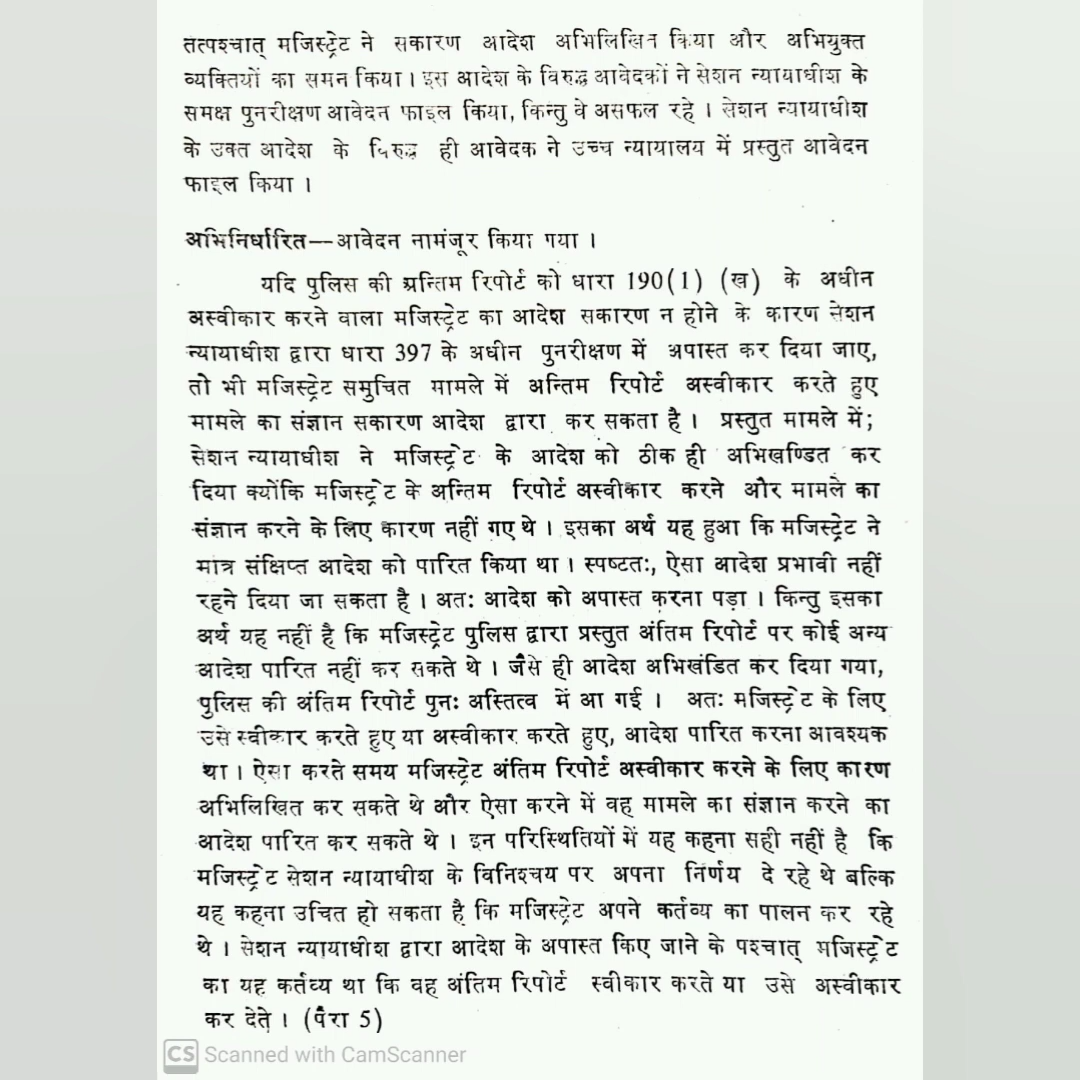 तत्पश्चात् मजिस्ट्रेट ने सकारण आदेश अभिलिखित किया और अभियुक्त
व्यक्तियों का समन किया। इस आदेश के विरुद्ध आवेदकों ने सेशन न्यायाधीश के
समक्ष पुनरीक्षण आवेदन फाइल किया, किन्तु वे असफल रहे । सेशन न्यायाधीश
के उक्त आदेश के विरुद्ध ही आवेदक ने उच्च न्यायालय में प्रस्तुत आवेदन
फाइल किया ।
अभिनिर्धारित—आवेदन नामंजूर किया गया ।
यदि पुलिस की अन्तिम रिपोर्ट को धारा 190(1) (ख) के अधीन
अस्वीकार करने वाला मजिस्ट्रेट का आदेश सकारण न होने के कारण सेशन
न्यायाधीश द्वारा धारा 397 के अधीन पुनरीक्षण में अपास्त कर दिया जाए,
तो भी मजिस्ट्रेट समुचित मामले में अन्तिम रिपोर्ट अस्वीकार करते हुए
मामले का संज्ञान सकारण आदेश द्वारा कर सकता है । प्रस्तुत मामले में;
सेशन न्यायाधीश ने मजिस्ट्रेट के आदेश को ठीक ही अभिखण्डित कर
दिया क्योंकि मजिस्ट्रेट के अन्तिम रिपोर्ट अस्वीकार करने और मामले का
संज्ञान करने के लिए कारण नहीं गए थे । इसका अर्थ यह हुआ कि मजिस्ट्रेट ने
मात्र संक्षिप्त आदेश को पारित किया था । स्पष्टतः, ऐसा आदेश प्रभावी नहीं
रहने दिया जा सकता है । अतः आदेश को अपास्त करना पड़ा । किन्तु इसका
अर्थ यह नहीं है कि मजिस्ट्रेट पुलिस द्वारा प्रस्तुत अंतिम रिपोर्ट पर कोई अन्य
आदेश पारित नहीं कर सकते थे । जैसे ही आदेश अभिखंडित कर दिया गया,
पुलिस की अंतिम रिपोर्ट पुनः अस्तित्व में आ गई । अतः मजिस्ट्रेट के लिए
उसे स्वीकार करते हुए या अस्वीकार करते हुए, आदेश पारित करना आवश्यक
था । ऐसा करते समय मजिस्ट्रेट अंतिम रिपोर्ट अस्वीकार करने के लिए कारण
अभिलिखित कर सकते थे और ऐसा करने में वह मामले का संज्ञान करने का
आदेश पारित कर सकते थे । इन परिस्थितियों में यह कहना सही नहीं है कि
मजिस्ट्रेट सेशन न्यायाधीश के विनिश्चय पर अपना निर्णय दे रहे थे बल्कि
यह कहना उचित हो सकता है कि मजिस्ट्रेट अपने कर्तव्य का पालन कर रहे
थे । सेशन न्यायाधीश द्वारा आदेश के अपास्त किए जाने के पश्चात् मजिस्ट्रेट
का यह कर्तव्य था कि वह अंतिम रिपोर्ट स्वीकार करते या उसे अस्वीकार
कर देते । (पैरा 5)
CS Scanned with CamScanner